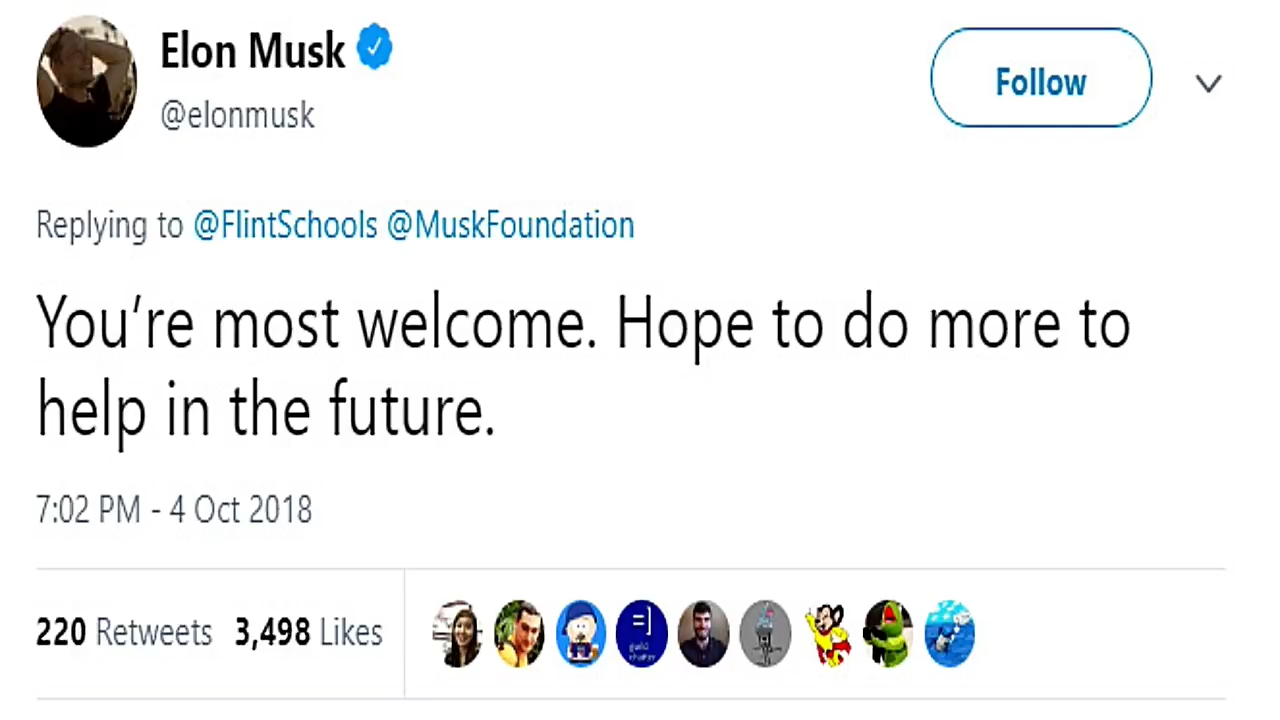 Elon Musk
@elonmusk
Follow
Replying to @FlintSchools @MuskFoundation
You’re most welcome. Hope to do more to
help in the future.
7:02 PM - 4 Oct 2018
220 Retweets 3,498 Likes
=]